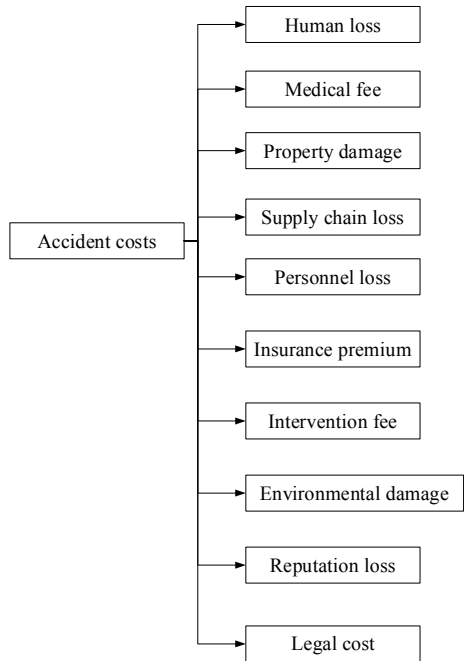 Human loss
Medical fee
Property damage
Supply chain loss
Accident costs
Personnel loss
Insurance premium
Intervention fee
Environmental damage
Reputation loss
Legal cost